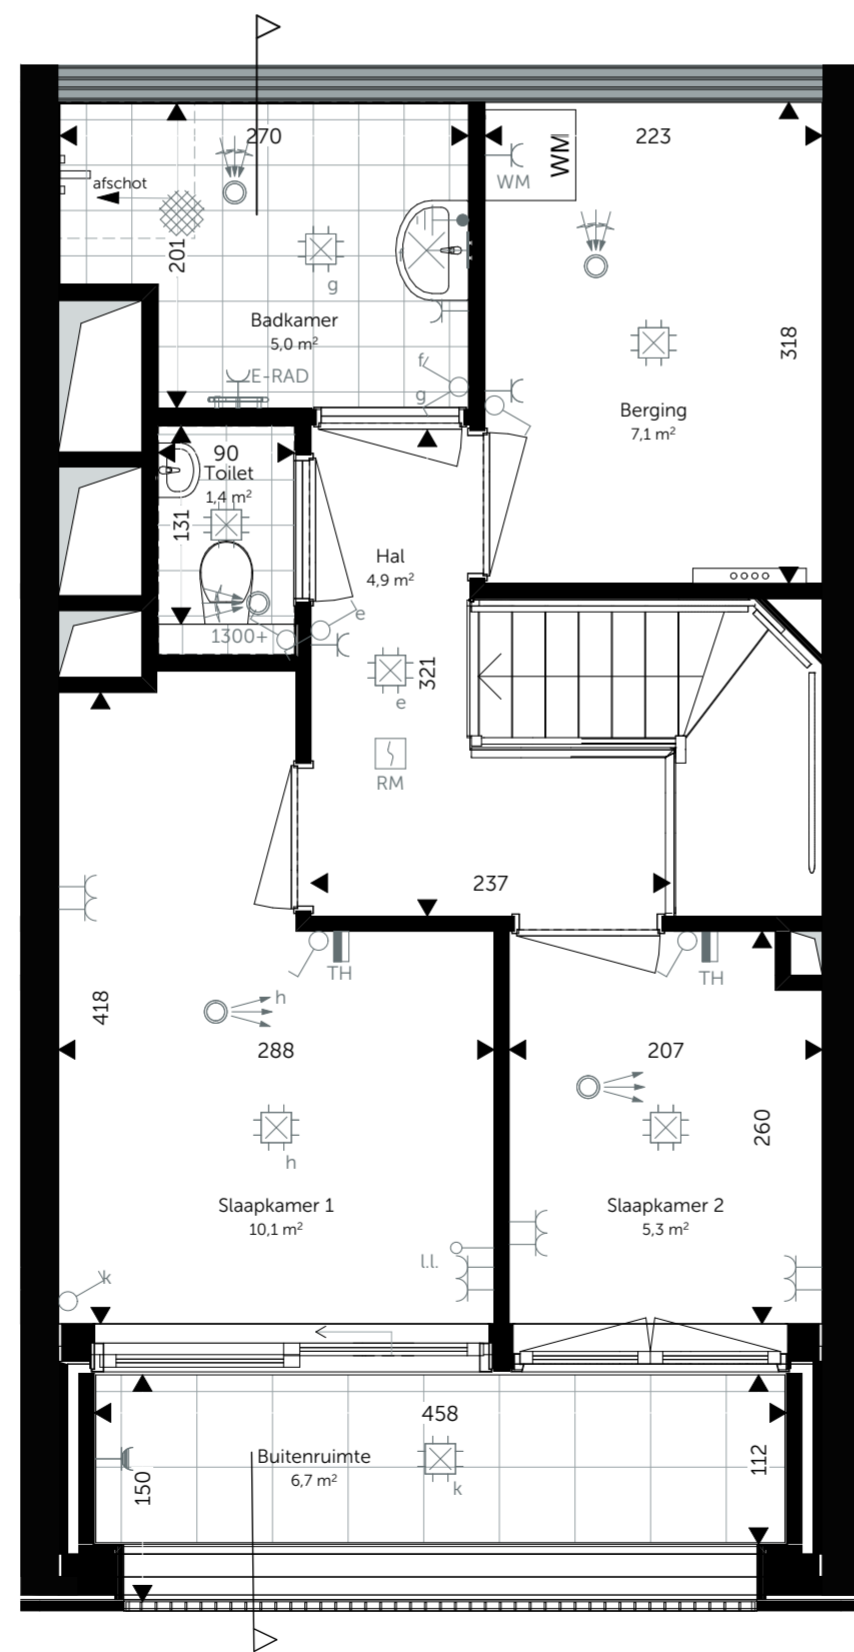 270
223
WM
WM
afschot
201
g
Badkamer
5,0 m²
318
E-RAD
f
g
Berging
7,1 m²
90
Toilet
1,4 m²
131
Hal
4,9 m²
1300+
e
321
e
RM
237
TH
TH
h
418
288
207
260
h
Slaapkamer 1
10,1 m²
Slaapkamer 2
5,3 m²
l.l.
k
458
Buitenruimte
6,7 m²
150
112
k